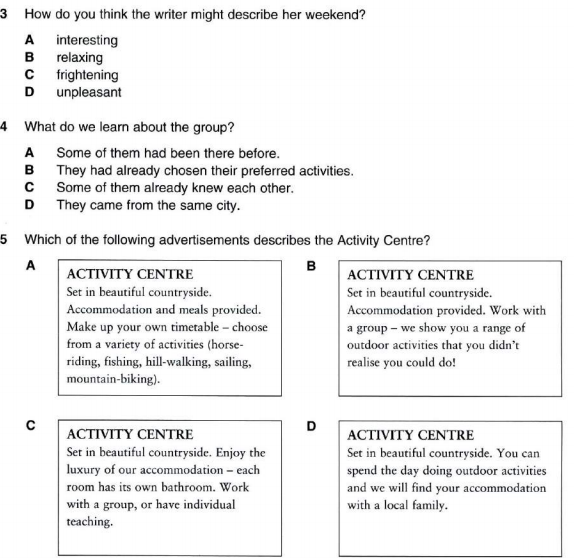 3 How do you think the writer might describe her weekend?
A interesting
B relaxing
C frightening
D unpleasant
4 What do we learn about the group?
A Some of them had been there before.
B They had already chosen their preferred activities.
C Some of them already knew each other.
D They came from the same city.
5 Which of the following advertisements describes the Activity Centre?
A
ACTIVITY CENTRE
Set in beautiful countryside.
Accommodation and meals provided.
Make up your own timetable – choose
from a variety of activities (horse-
riding, fishing, hill-walking, sailing,
mountain-biking).
B
ACTIVITY CENTRE
Set in beautiful countryside.
Accommodation provided. Work with
a group – we show you a range of
outdoor activities that you didn't
realise you could do!
C
ACTIVITY CENTRE
Set in beautiful countryside. Enjoy the
luxury of our accommodation – each
room has its own bathroom. Work
with a group, or have individual
teaching.
D
ACTIVITY CENTRE
Set in beautiful countryside. You can
spend the day doing outdoor activities
and we will find your accommodation
with a local family.